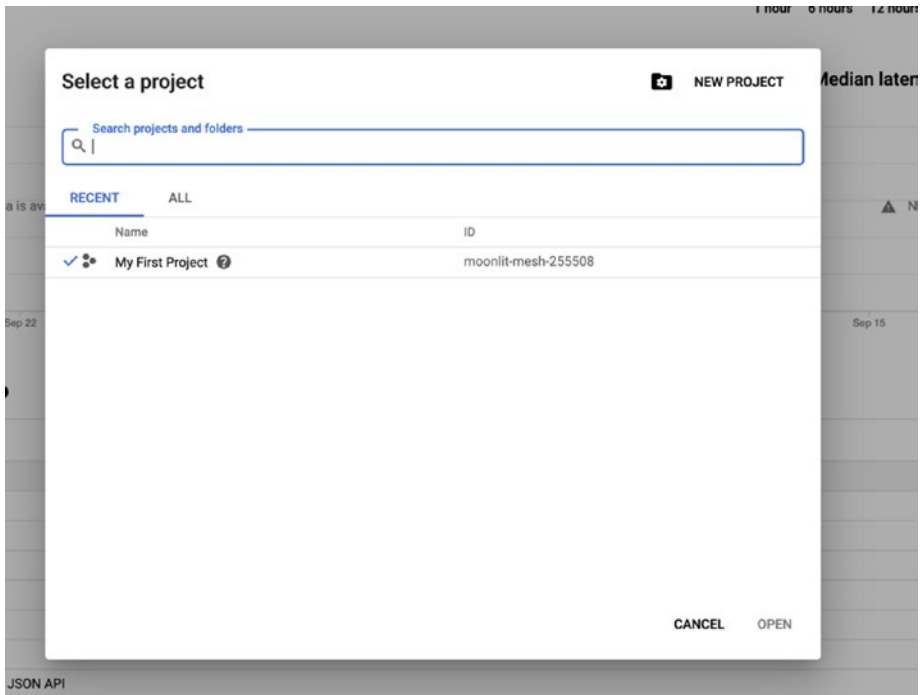 1 hour 6 hours 12 hours
Select a project
NEW PROJECT
Median laten
Search projects and folders
RECENT ALL
a is av
Name ID
My First Project
moonlit-mesh-255508
Sep 22
Sep 15
CANCEL OPEN
JSON API